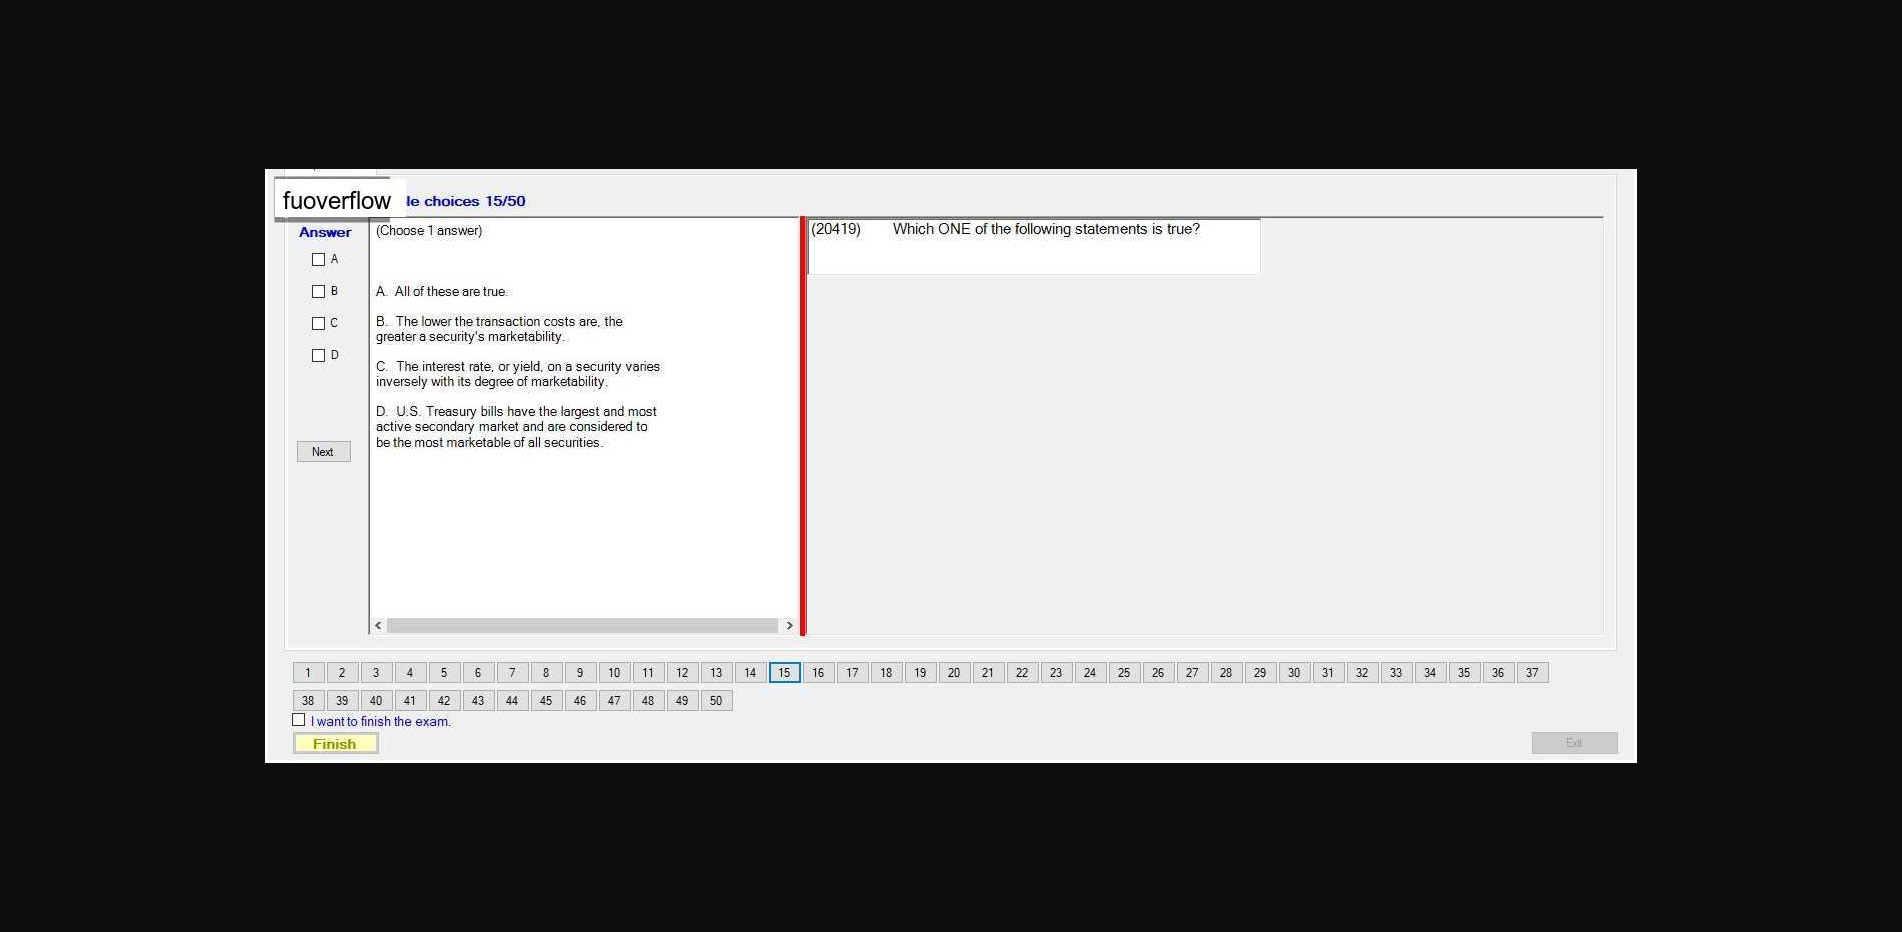 fuoverflow
le choices 15/50
Answer
(Choose 1 answer)
(20419) Which ONE of the following statements is true?
A
B
C
D
A. All of these are true.
B. The lower the transaction costs are, the
greater a security's marketability.
C. The interest rate, or yield, on a security varies
inversely with its degree of marketability.
D. U.S. Treasury bills have the largest and most
active secondary market and are considered to
be the most marketable of all securities.
Next
1 2 3 4 5 6 7 8 9 10 11 12 13 14 15 16 17 18 19 20 21 22 23 24 25 26 27 28 29 30 31 32 33 34 35 36 37
38 39 40 41 42 43 44 45 46 47 48 49 50
I want to finish the exam.
Finish
Exit